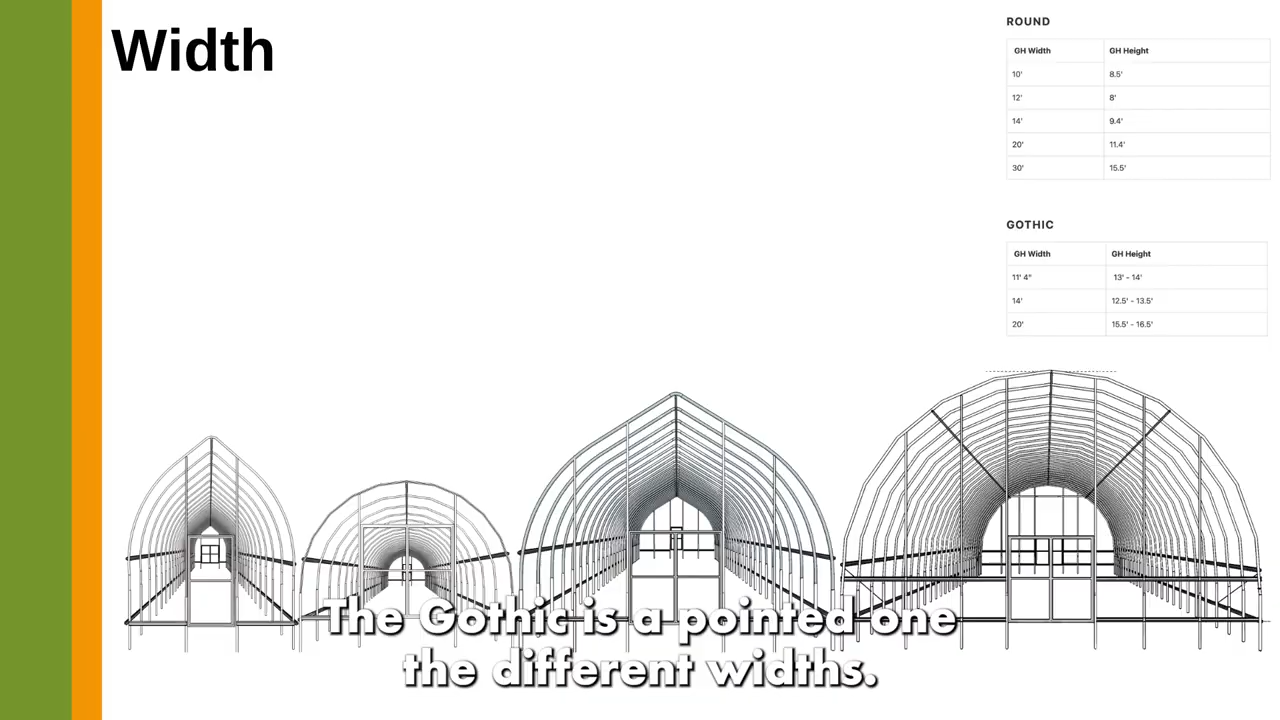 Width
ROUND
GH Width GH Height
10' 8.5'
12' 8'
14' 9.4'
20' 11.4'
30' 15.5'
GOTHIC
GH Width GH Height
11' 4" 13' - 14'
14' 12.5' - 13.5'
20' 15.5' - 16.5'
The Gothic is a pointed one
the different widths.